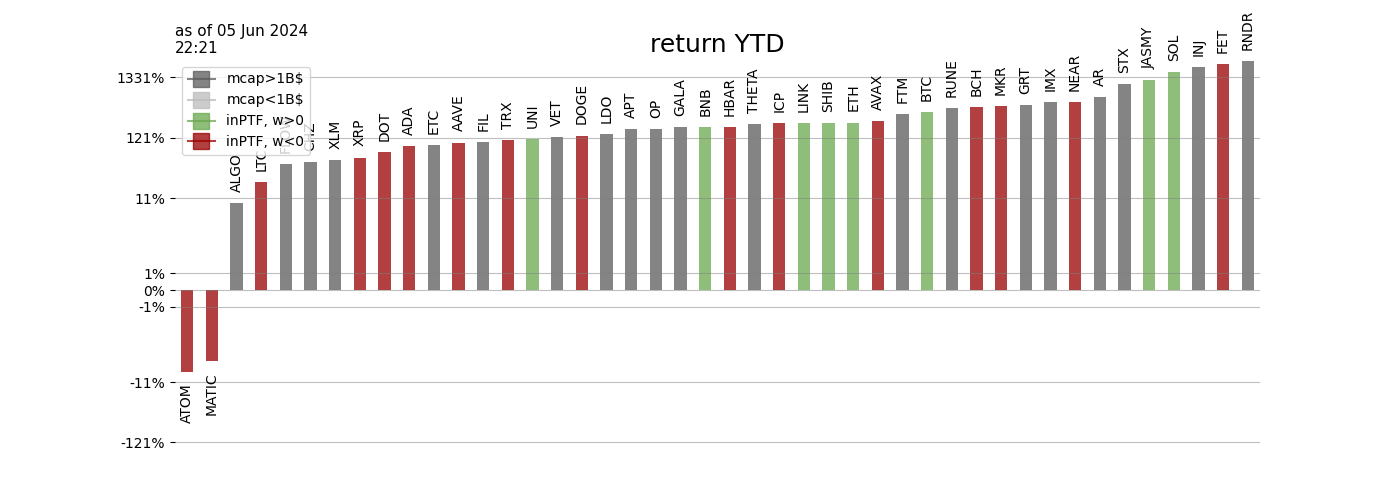 as of 05 Jun 2024
22:21
return YTD
mcap>1B$
mcap<1B$
inPTF, w>0
inPTF, w<0
1331%
121%
11%
1%
0%
-1%
-11%
-121%
ATOM
MATIC
ALGO
LTC
FLOW
CHZ
XLM
XRP
DOT
ADA
ETC
AAVE
FIL
TRX
UNI
VET
DOGE
LDO
APT
OP
GALA
BNB
HBAR
THETA
ICP
LINK
SHIB
ETH
AVAX
FTM
BTC
RUNE
BCH
MKR
GRT
IMX
NEAR
AR
STX
JASMY
SOL
INJ
FET
RNDR